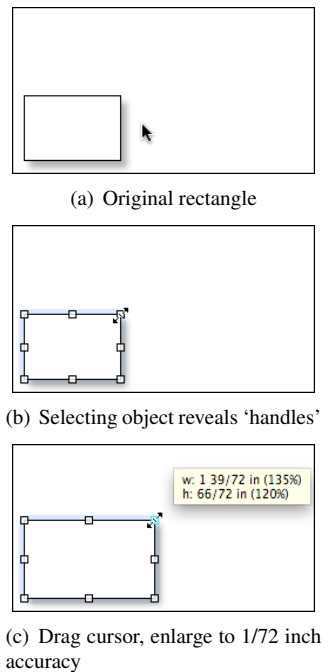 (a) Original rectangle
(b) Selecting object reveals ‘handles’
w: 1 39/72 in (135%)
h: 66/72 in (120%)
(c) Drag cursor, enlarge to 1/72 inch
accuracy